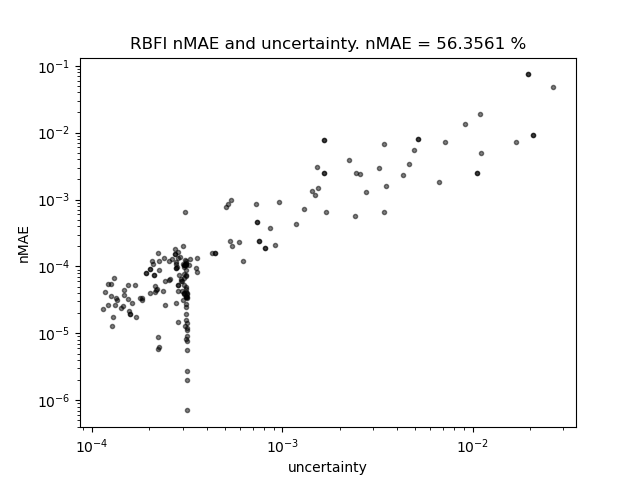 RBFI nMAE and uncertainty. nMAE = 56.3561 %
nMAE
10⁻¹
10⁻²
10⁻³
10⁻⁴
10⁻⁵
10⁻⁶
10⁻⁴ 10⁻³ 10⁻²
uncertainty